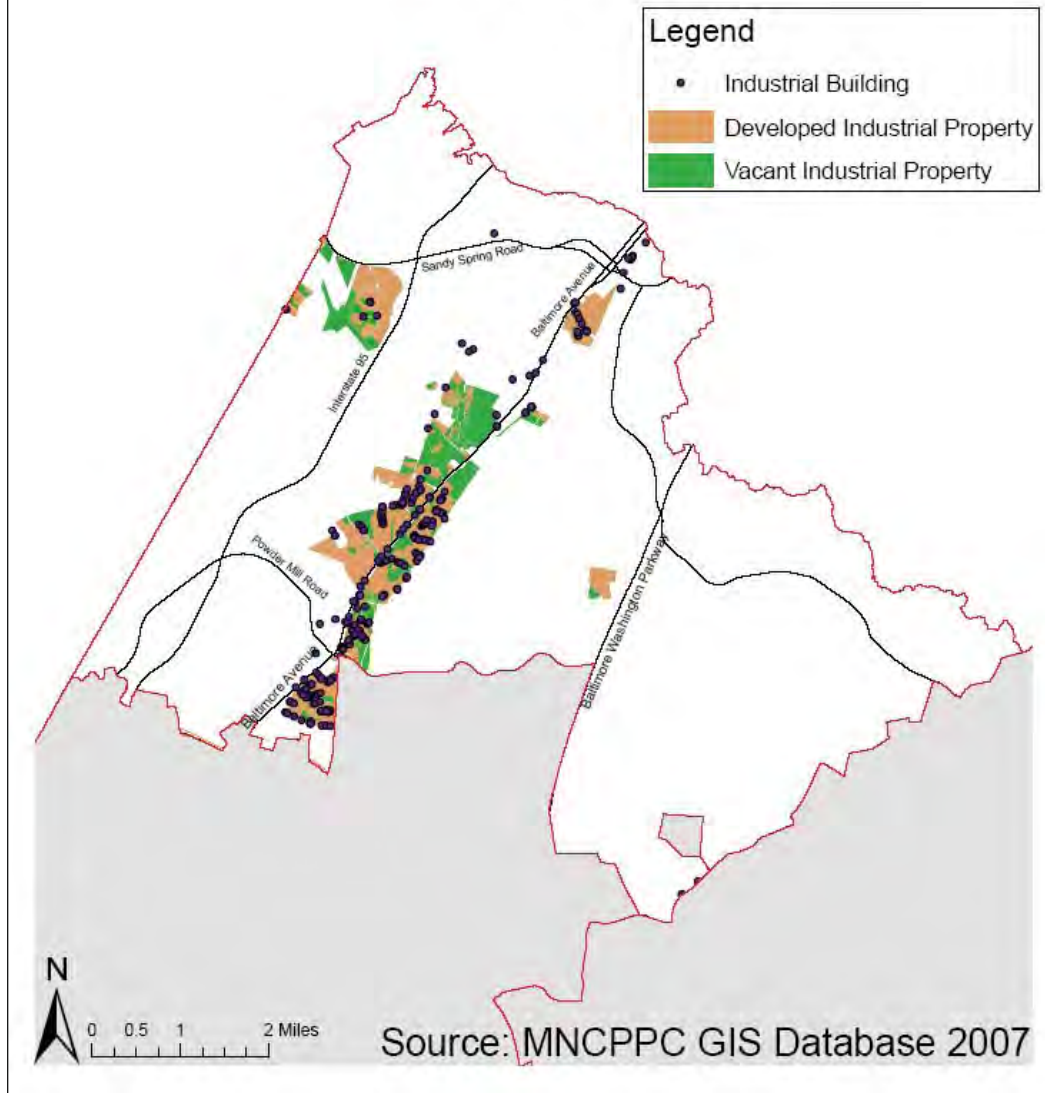 Legend
Industrial Building
Developed Industrial Property
Vacant Industrial Property
Sandy Spring Road
Baltimore Avenue
Interstate 95
Powder Mill Road
Baltimore Washington Parkway
Baltimore Avenue
N
0 0.5 1 2 Miles
Source: MNCPPC GIS Database 2007